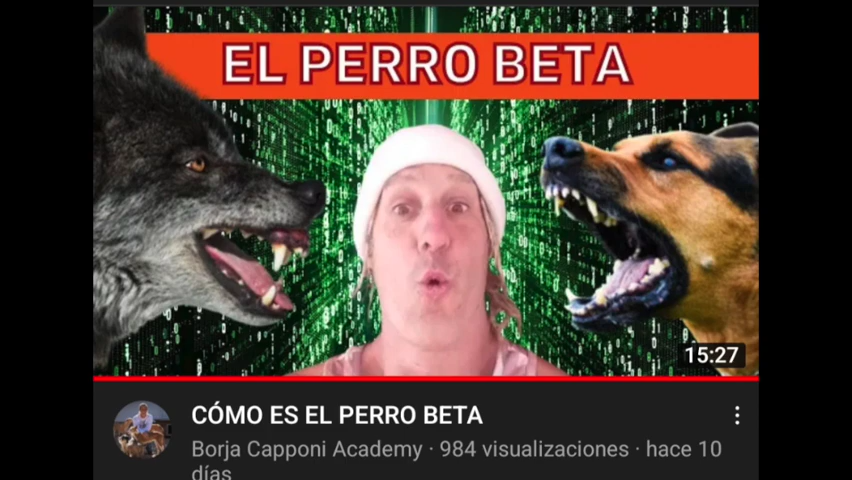 EL PERRO BETA
15:27
CÓMO ES EL PERRO BETA
Borja Capponi Academy · 984 visualizaciones · hace 10
días